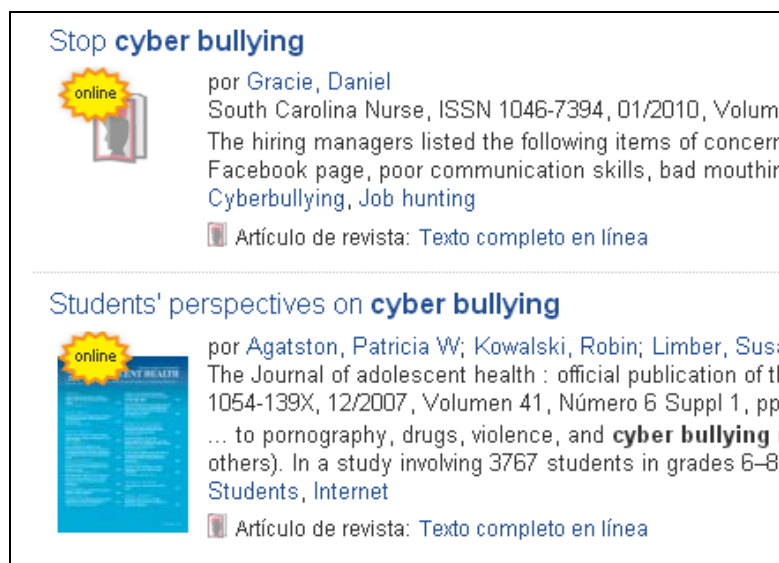 Stop cyber bullying
online
por Gracie, Daniel
South Carolina Nurse, ISSN 1046-7394, 01/2010, Volum
The hiring managers listed the following items of concern
Facebook page, poor communication skills, bad mouthin
Cyberbullying, Job hunting
Artículo de revista: Texto completo en línea
Students' perspectives on cyber bullying
online
ENT HEALTH
por Agatston, Patricia W; Kowalski, Robin; Limber, Susa
The Journal of adolescent health : official publication of th
1054-139X, 12/2007, Volumen 41, Número 6 Suppl 1, pp
... to pornography, drugs, violence, and cyber bullying
others). In a study involving 3767 students in grades 6–8
Students, Internet
Artículo de revista: Texto completo en línea